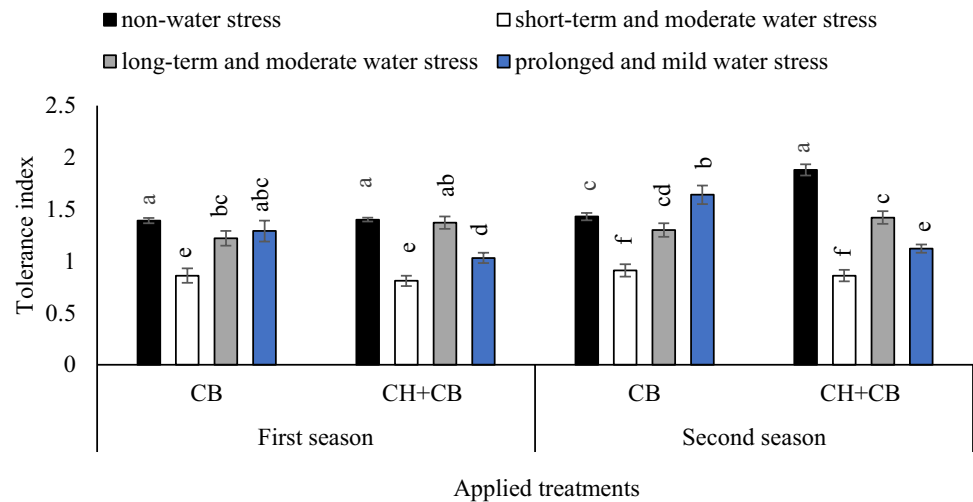 non-water stress short-term and moderate water stress
long-term and moderate water stress prolonged and mild water stress
2.5
2
1.5
1
0.5
0
Tolerance index
a e bc abc a e ab d c f cd b a f c e
CB CH+CB CB CH+CB
First season Second season
Applied treatments